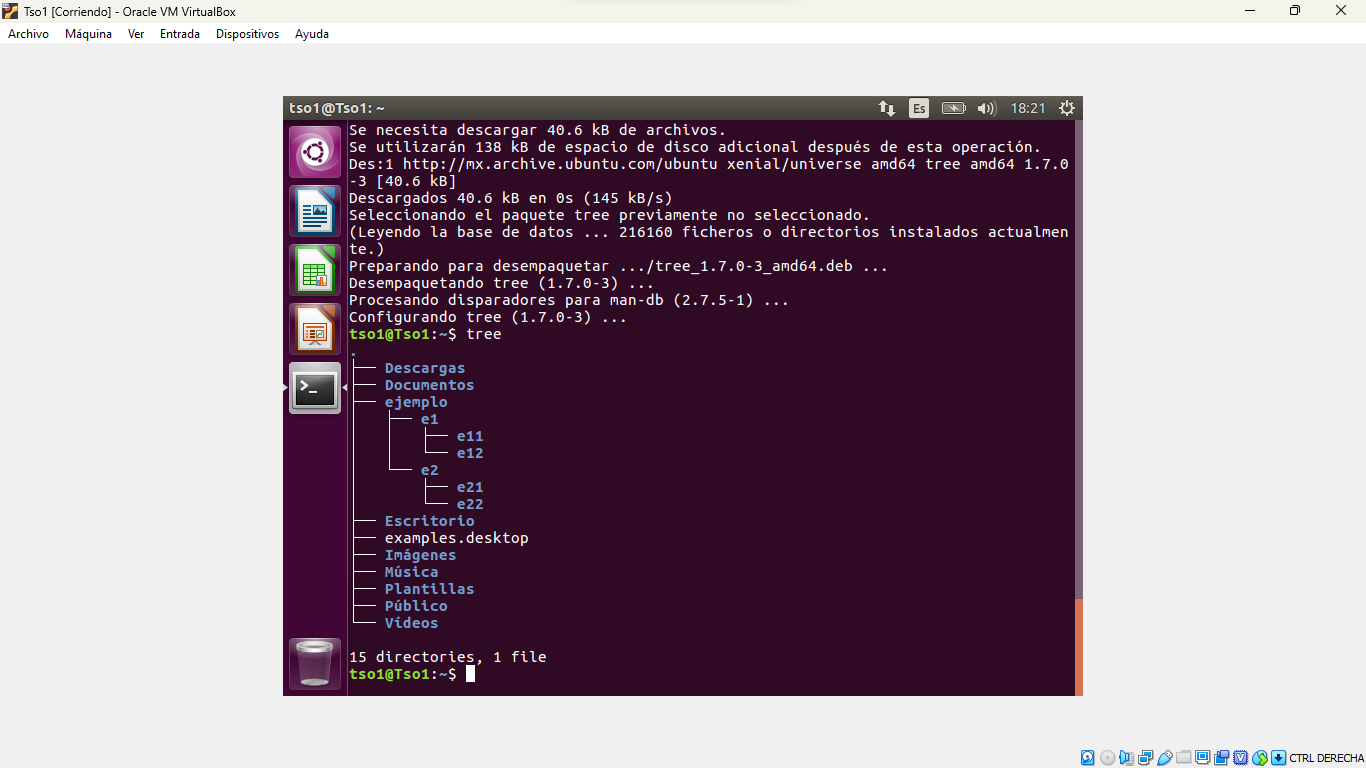 Tso1 [Corriendo] - Oracle VM VirtualBox
Archivo Máquina Ver Entrada Dispositivos Ayuda
tso1@Tso1: ~ Es 18:21
Se necesita descargar 40.6 kB de archivos.
Se utilizarán 138 kB de espacio de disco adicional después de esta operación.
Des:1 http://mx.archive.ubuntu.com/ubuntu xenial/universe amd64 tree amd64 1.7.0
-3 [40.6 kB]
Descargados 40.6 kB en 0s (145 kB/s)
Seleccionando el paquete tree previamente no seleccionado.
(Leyendo la base de datos ... 216160 ficheros o directorios instalados actualmen
te.)
Preparando para desempaquetar .../tree_1.7.0-3_amd64.deb ...
Desempaquetando tree (1.7.0-3) ...
Procesando disparadores para man-db (2.7.5-1) ...
Configurando tree (1.7.0-3) ...
tso1@Tso1:~$ tree
.
├── Descargas
├── Documentos
├── ejemplo
│   ├── e1
│   │   ├── e11
│   │   └── e12
│   └── e2
│       ├── e21
│       └── e22
├── Escritorio
├── examples.desktop
├── Imágenes
├── Música
├── Plantillas
├── Público
└── Vídeos
15 directories, 1 file
tso1@Tso1:~$
CTRL DERECHA